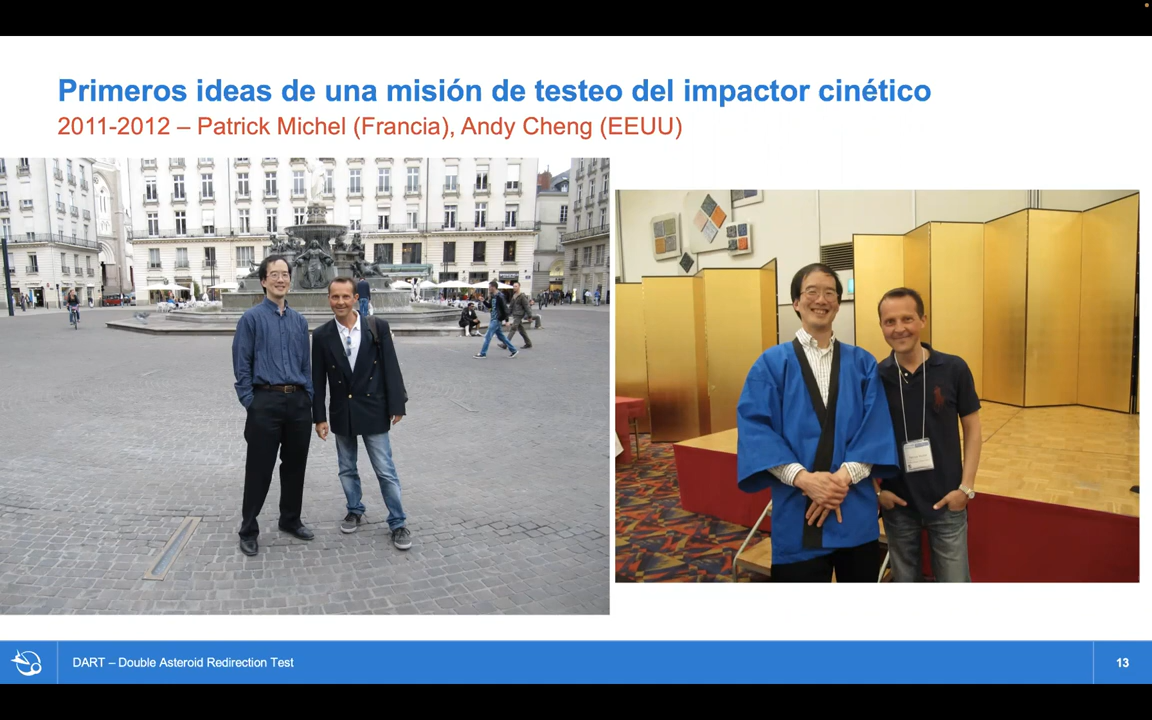 Primeros ideas de una misión de testeo del impactor cinético
2011-2012 – Patrick Michel (Francia), Andy Cheng (EEUU)
DART – Double Asteroid Redirection Test
13